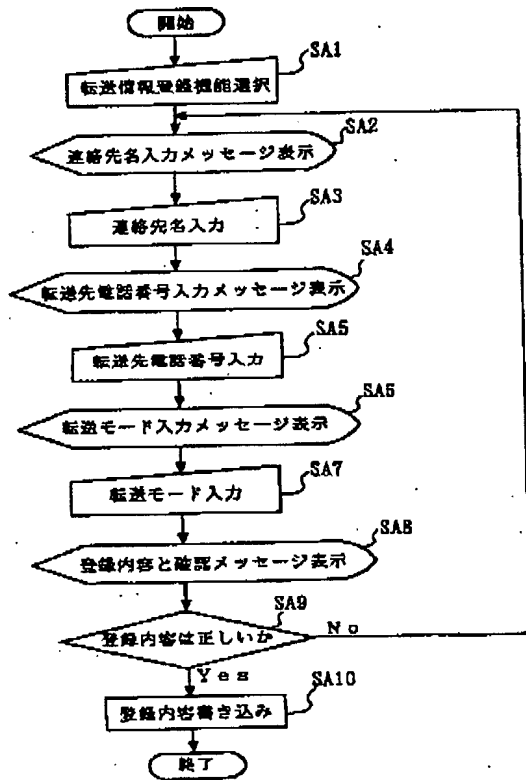 開始
SA1
転送情報登録機能選択
SA2
連絡先名入力メッセージ表示
SA3
連絡先名入力
SA4
転送先電話番号入力メッセージ表示
SA5
転送先電話番号入力
SA6
転送モード入力メッセージ表示
SA7
転送モード入力
SA8
登録内容と確認メッセージ表示
SA9
登録内容は正しいか
No
Yes
SA10
登録内容書き込み
終了